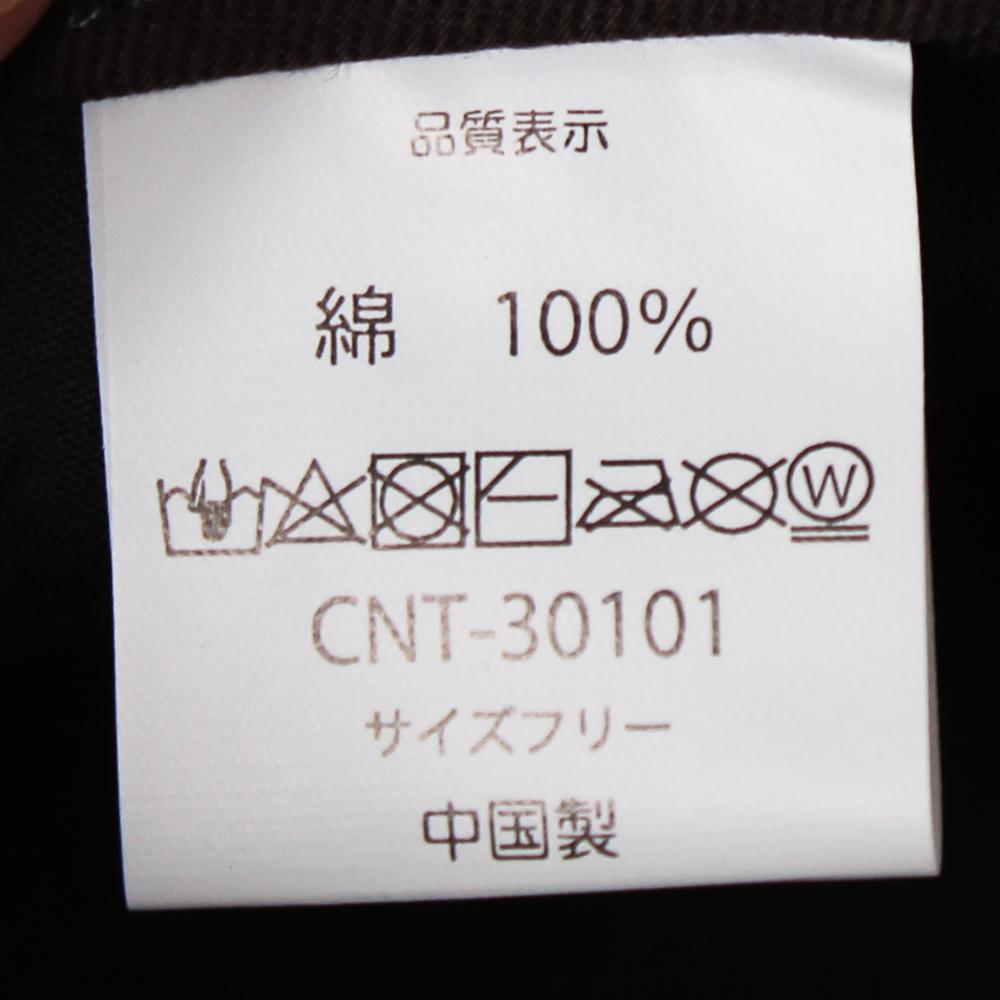 品質表示
綿 100%
W
CNT-30101
サイズフリー
中国製